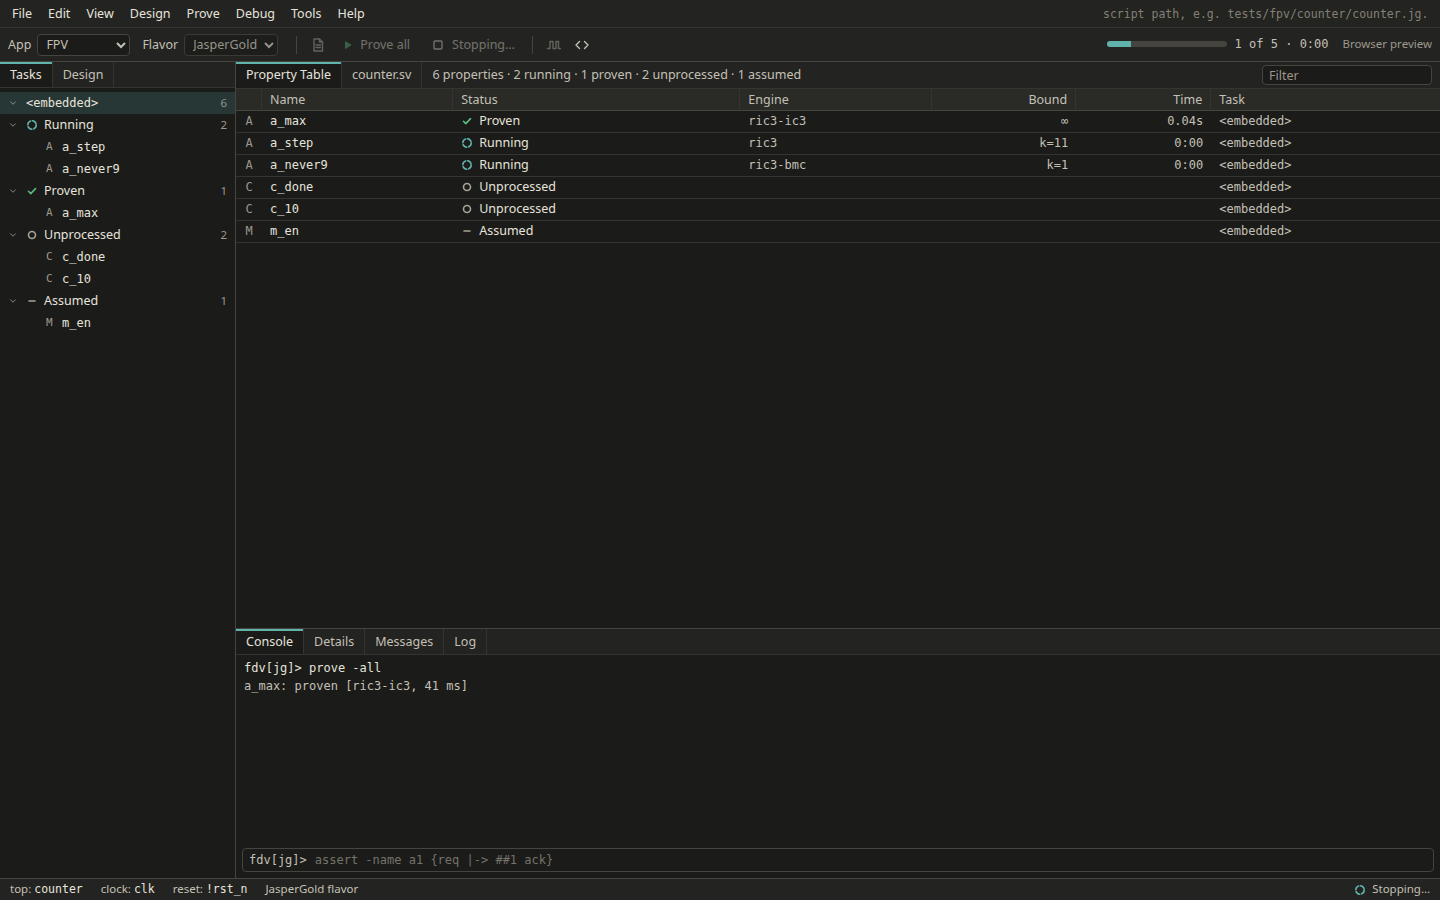 File Edit View Design Prove Debug Tools Help script path, e.g. tests/fpv/counter/counter.jg.
App FPV Flavor JasperGold Prove all Stopping... 1 of 5 · 0:00 Browser preview
Tasks Design Property Table counter.sv 6 properties · 2 running · 1 proven · 2 unprocessed · 1 assumed Filter
<embedded> 6
Running 2
A a_step
A a_never9
Proven 1
A a_max
Unprocessed 2
C c_done
C c_10
Assumed 1
M m_en
Name Status Engine Bound Time Task
A a_max Proven ric3-ic3 ∞ 0.04s <embedded>
A a_step Running ric3 k=11 0:00 <embedded>
A a_never9 Running ric3-bmc k=1 0:00 <embedded>
C c_done Unprocessed <embedded>
C c_10 Unprocessed <embedded>
M m_en Assumed <embedded>
Console Details Messages Log
fdv[jg]> prove -all
a_max: proven [ric3-ic3, 41 ms]
fdv[jg]> assert -name a1 {req |-> ##1 ack}
top: counter clock: clk reset: !rst_n JasperGold flavor Stopping...